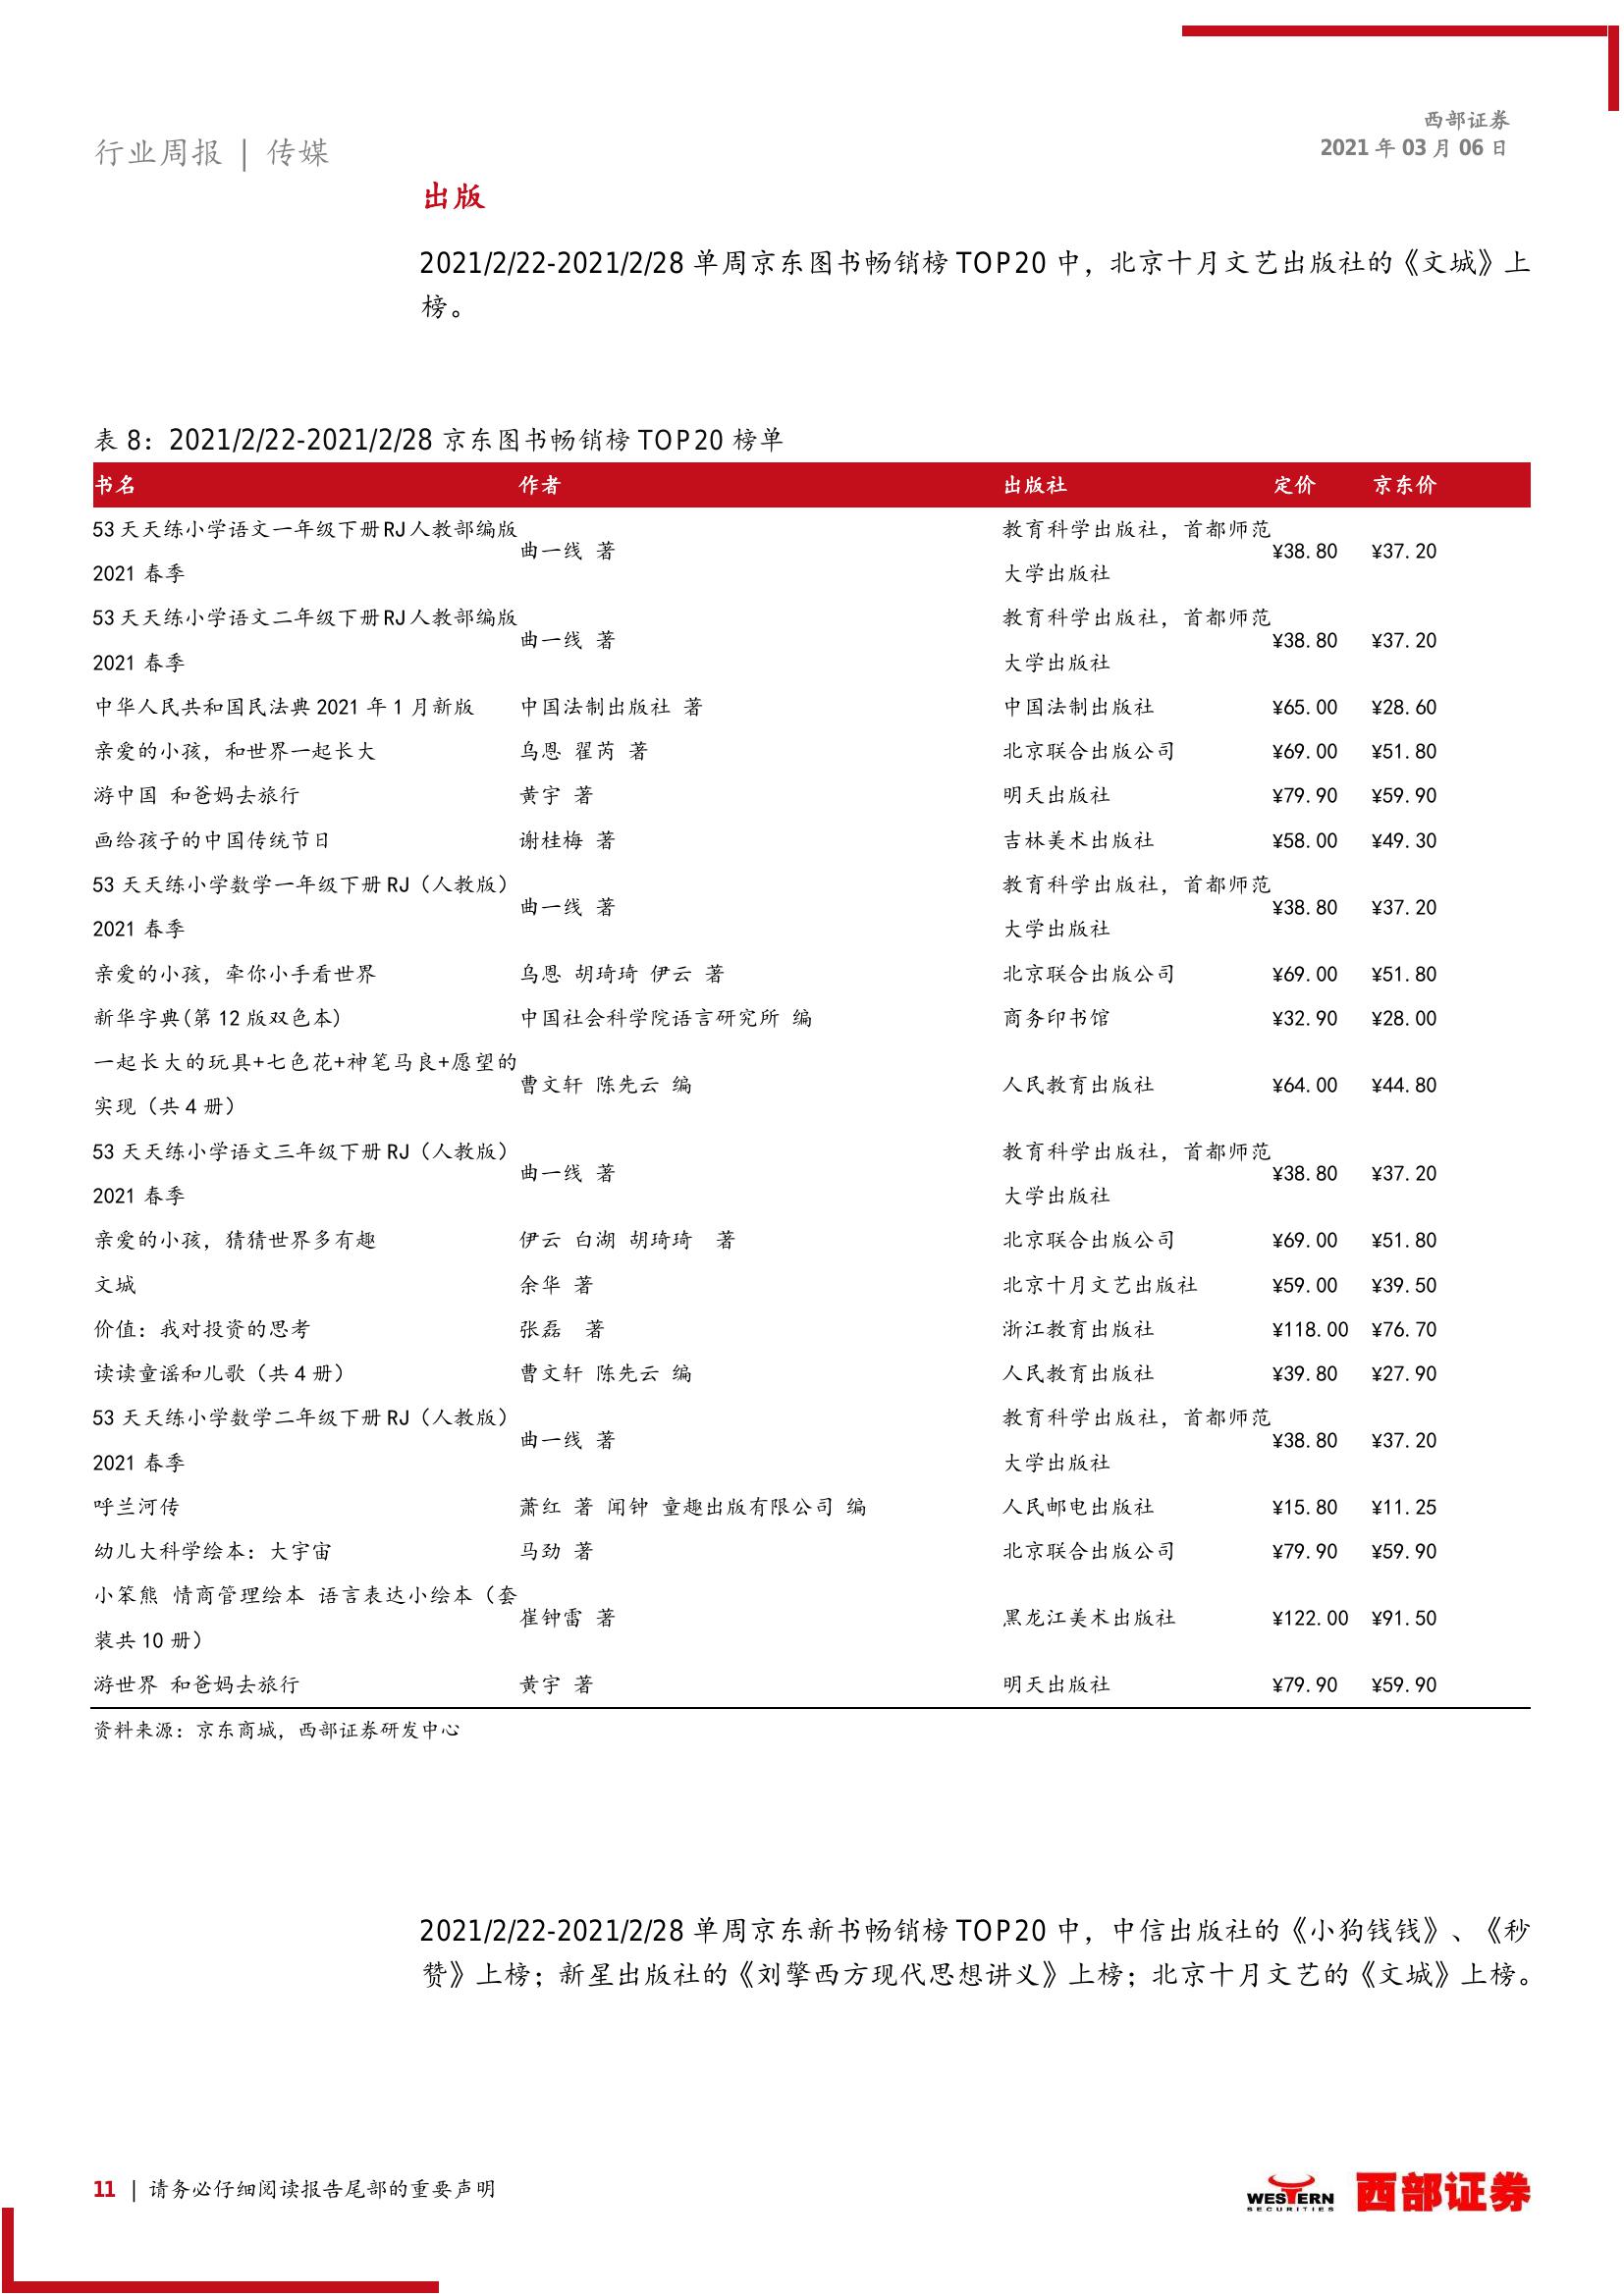 西部证券
2021 年 03 月 06 日
行业周报 | 传媒
出版
2021/2/22-2021/2/28 单周京东图书畅销榜 TOP20 中，北京十月文艺出版社的《文城》上
榜。
表 8：2021/2/22-2021/2/28 京东图书畅销榜 TOP20 榜单
书名 作者 出版社 定价 京东价
53 天天练小学语文一年级下册 RJ 人教部编版
2021 春季
曲一线 著
教育科学出版社，首都师范
大学出版社
¥38.80 ¥37.20
53 天天练小学语文二年级下册 RJ 人教部编版
2021 春季
曲一线 著
教育科学出版社，首都师范
大学出版社
¥38.80 ¥37.20
中华人民共和国民法典 2021 年 1 月新版 中国法制出版社 著 中国法制出版社 ¥65.00 ¥28.60
亲爱的小孩，和世界一起长大 乌恩 翟芮 著 北京联合出版公司 ¥69.00 ¥51.80
游中国 和爸妈去旅行 黄宇 著 明天出版社 ¥79.90 ¥59.90
画给孩子的中国传统节日 谢桂梅 著 吉林美术出版社 ¥58.00 ¥49.30
53 天天练小学数学一年级下册 RJ（人教版）
2021 春季
曲一线 著
教育科学出版社，首都师范
大学出版社
¥38.80 ¥37.20
亲爱的小孩，牵你小手看世界 乌恩 胡琦琦 伊云 著 北京联合出版公司 ¥69.00 ¥51.80
新华字典(第 12 版双色本) 中国社会科学院语言研究所 编 商务印书馆 ¥32.90 ¥28.00
一起长大的玩具+七色花+神笔马良+愿望的
实现（共 4 册）
曹文轩 陈先云 编 人民教育出版社 ¥64.00 ¥44.80
53 天天练小学语文三年级下册 RJ（人教版）
2021 春季
曲一线 著
教育科学出版社，首都师范
大学出版社
¥38.80 ¥37.20
亲爱的小孩，猜猜世界多有趣 伊云 白湖 胡琦琦 著 北京联合出版公司 ¥69.00 ¥51.80
文城 余华 著 北京十月文艺出版社 ¥59.00 ¥39.50
价值：我对投资的思考 张磊 著 浙江教育出版社 ¥118.00 ¥76.70
读读童谣和儿歌（共 4 册） 曹文轩 陈先云 编 人民教育出版社 ¥39.80 ¥27.90
53 天天练小学数学二年级下册 RJ（人教版）
2021 春季
曲一线 著
教育科学出版社，首都师范
大学出版社
¥38.80 ¥37.20
呼兰河传 萧红 著 闻钟 童趣出版有限公司 编 人民邮电出版社 ¥15.80 ¥11.25
幼儿大科学绘本：大宇宙 马劲 著 北京联合出版公司 ¥79.90 ¥59.90
小笨熊 情商管理绘本 语言表达小绘本（套
装共 10 册）
崔钟雷 著 黑龙江美术出版社 ¥122.00 ¥91.50
游世界 和爸妈去旅行 黄宇 著 明天出版社 ¥79.90 ¥59.90
资料来源：京东商城，西部证券研发中心
2021/2/22-2021/2/28 单周京东新书畅销榜 TOP20 中，中信出版社的《小狗钱钱》、《秒
赞》上榜；新星出版社的《刘擎西方现代思想讲义》上榜；北京十月文艺的《文城》上榜。
11 | 请务必仔细阅读报告尾部的重要声明
WESTERN
SECURITIES
西部证券